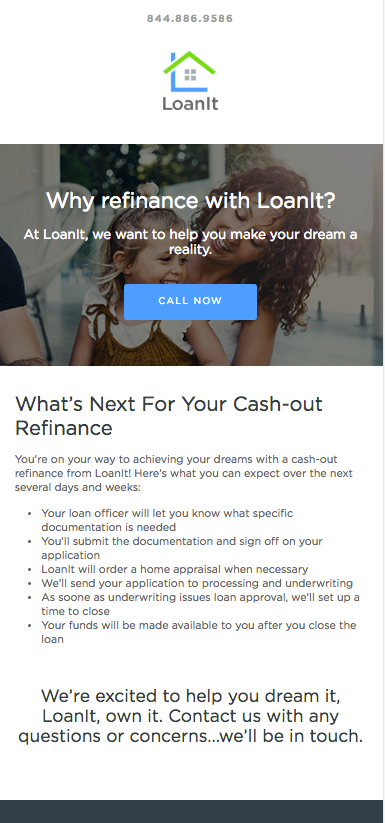 844.886.9586
LoanIt
Why refinance with LoanIt?
At LoanIt, we want to help you make your dream a
reality.
CALL NOW
What's Next For Your Cash-out
Refinance
You're on your way to achieving your dreams with a cash-out
refinance from LoanIt! Here's what you can expect over the next
several days and weeks:
• Your loan officer will let you know what specific
documentation is needed
• You'll submit the documentation and sign off on your
application
• LoanIt will order a home appraisal when necessary
• We'll send your application to processing and underwriting
• As soone as underwriting issues loan approval, we'll set up a
time to close
• Your funds will be made available to you after you close the
loan
We're excited to help you dream it,
LoanIt, own it. Contact us with any
questions or concerns...we'll be in touch.